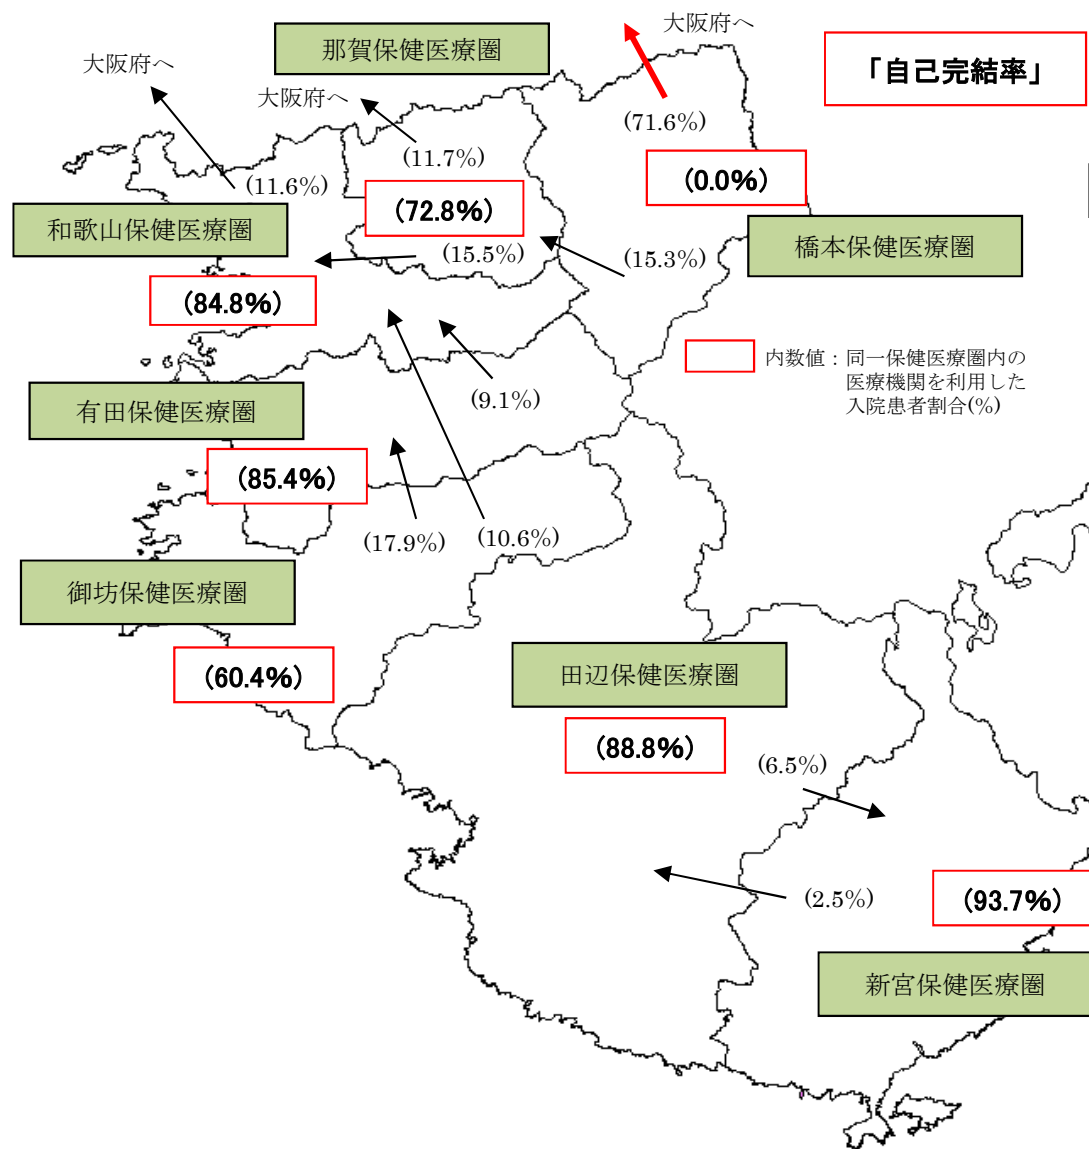 大阪府へ
那賀保健医療圏
「自己完結率」
大阪府へ
大阪府へ
(71.6%)
(11.7%)
(0.0%)
(11.6%)
(72.8%)
和歌山保健医療圏
橋本保健医療圏
(15.5%)
(15.3%)
(84.8%)
内数値：同一保健医療圏内の
医療機関を利用した
入院患者割合(%)
有田保健医療圏
(9.1%)
(85.4%)
(17.9%)
(10.6%)
御坊保健医療圏
(60.4%)
田辺保健医療圏
(88.8%)
(6.5%)
(2.5%)
(93.7%)
新宮保健医療圏